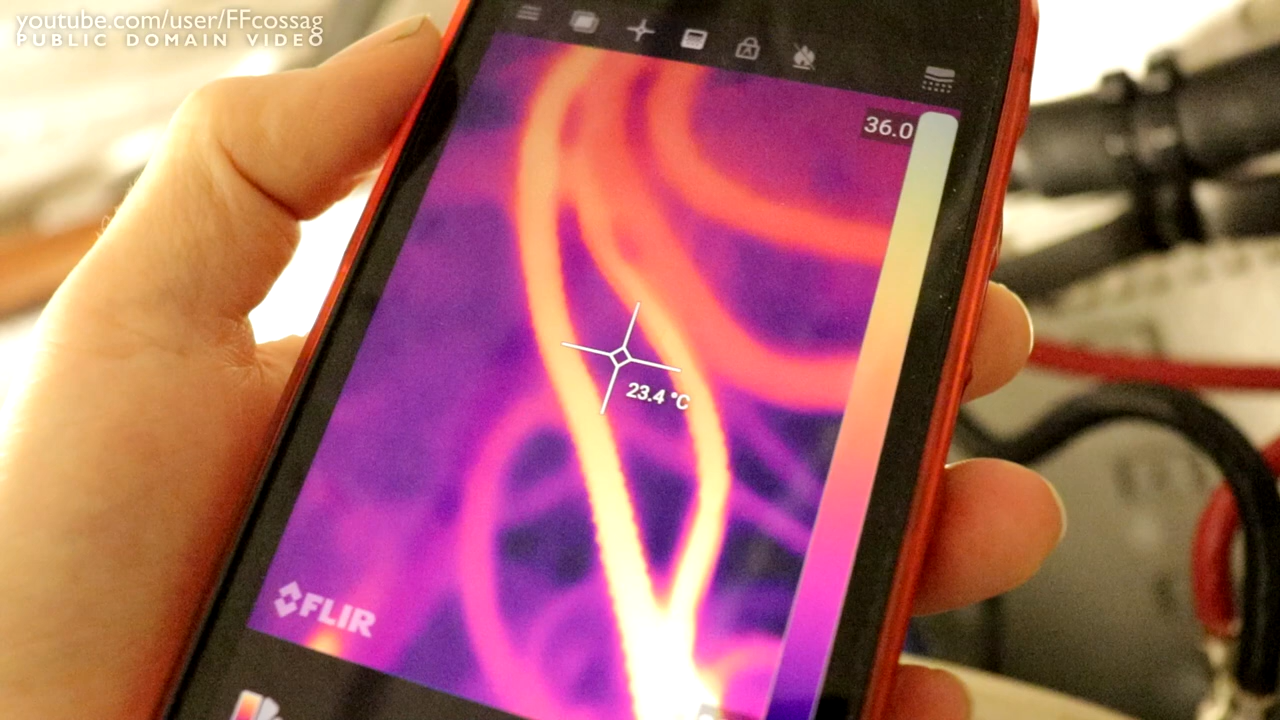 youtube.com/user/FFcossag
PUBLIC DOMAIN VIDEO
36.0
23.4 °C
FLIR